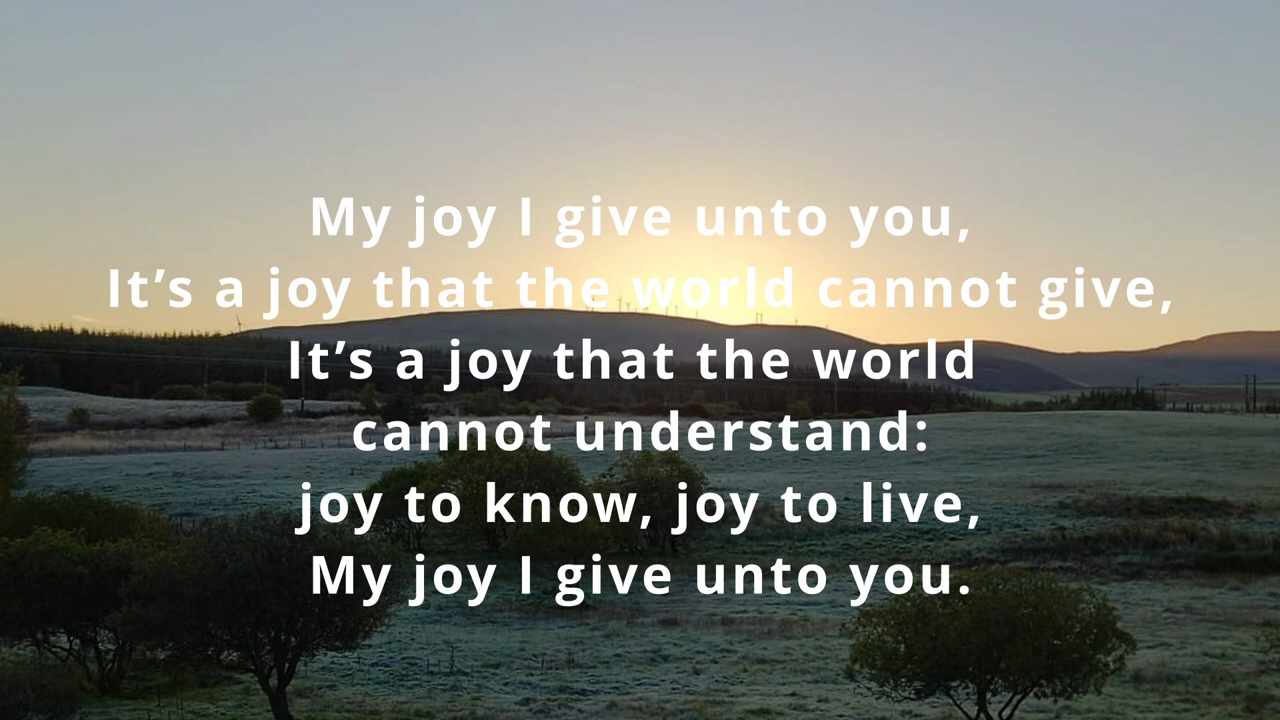 My joy I give unto you,
It’s a joy that the world cannot give,
It’s a joy that the world
cannot understand:
joy to know, joy to live,
My joy I give unto you.